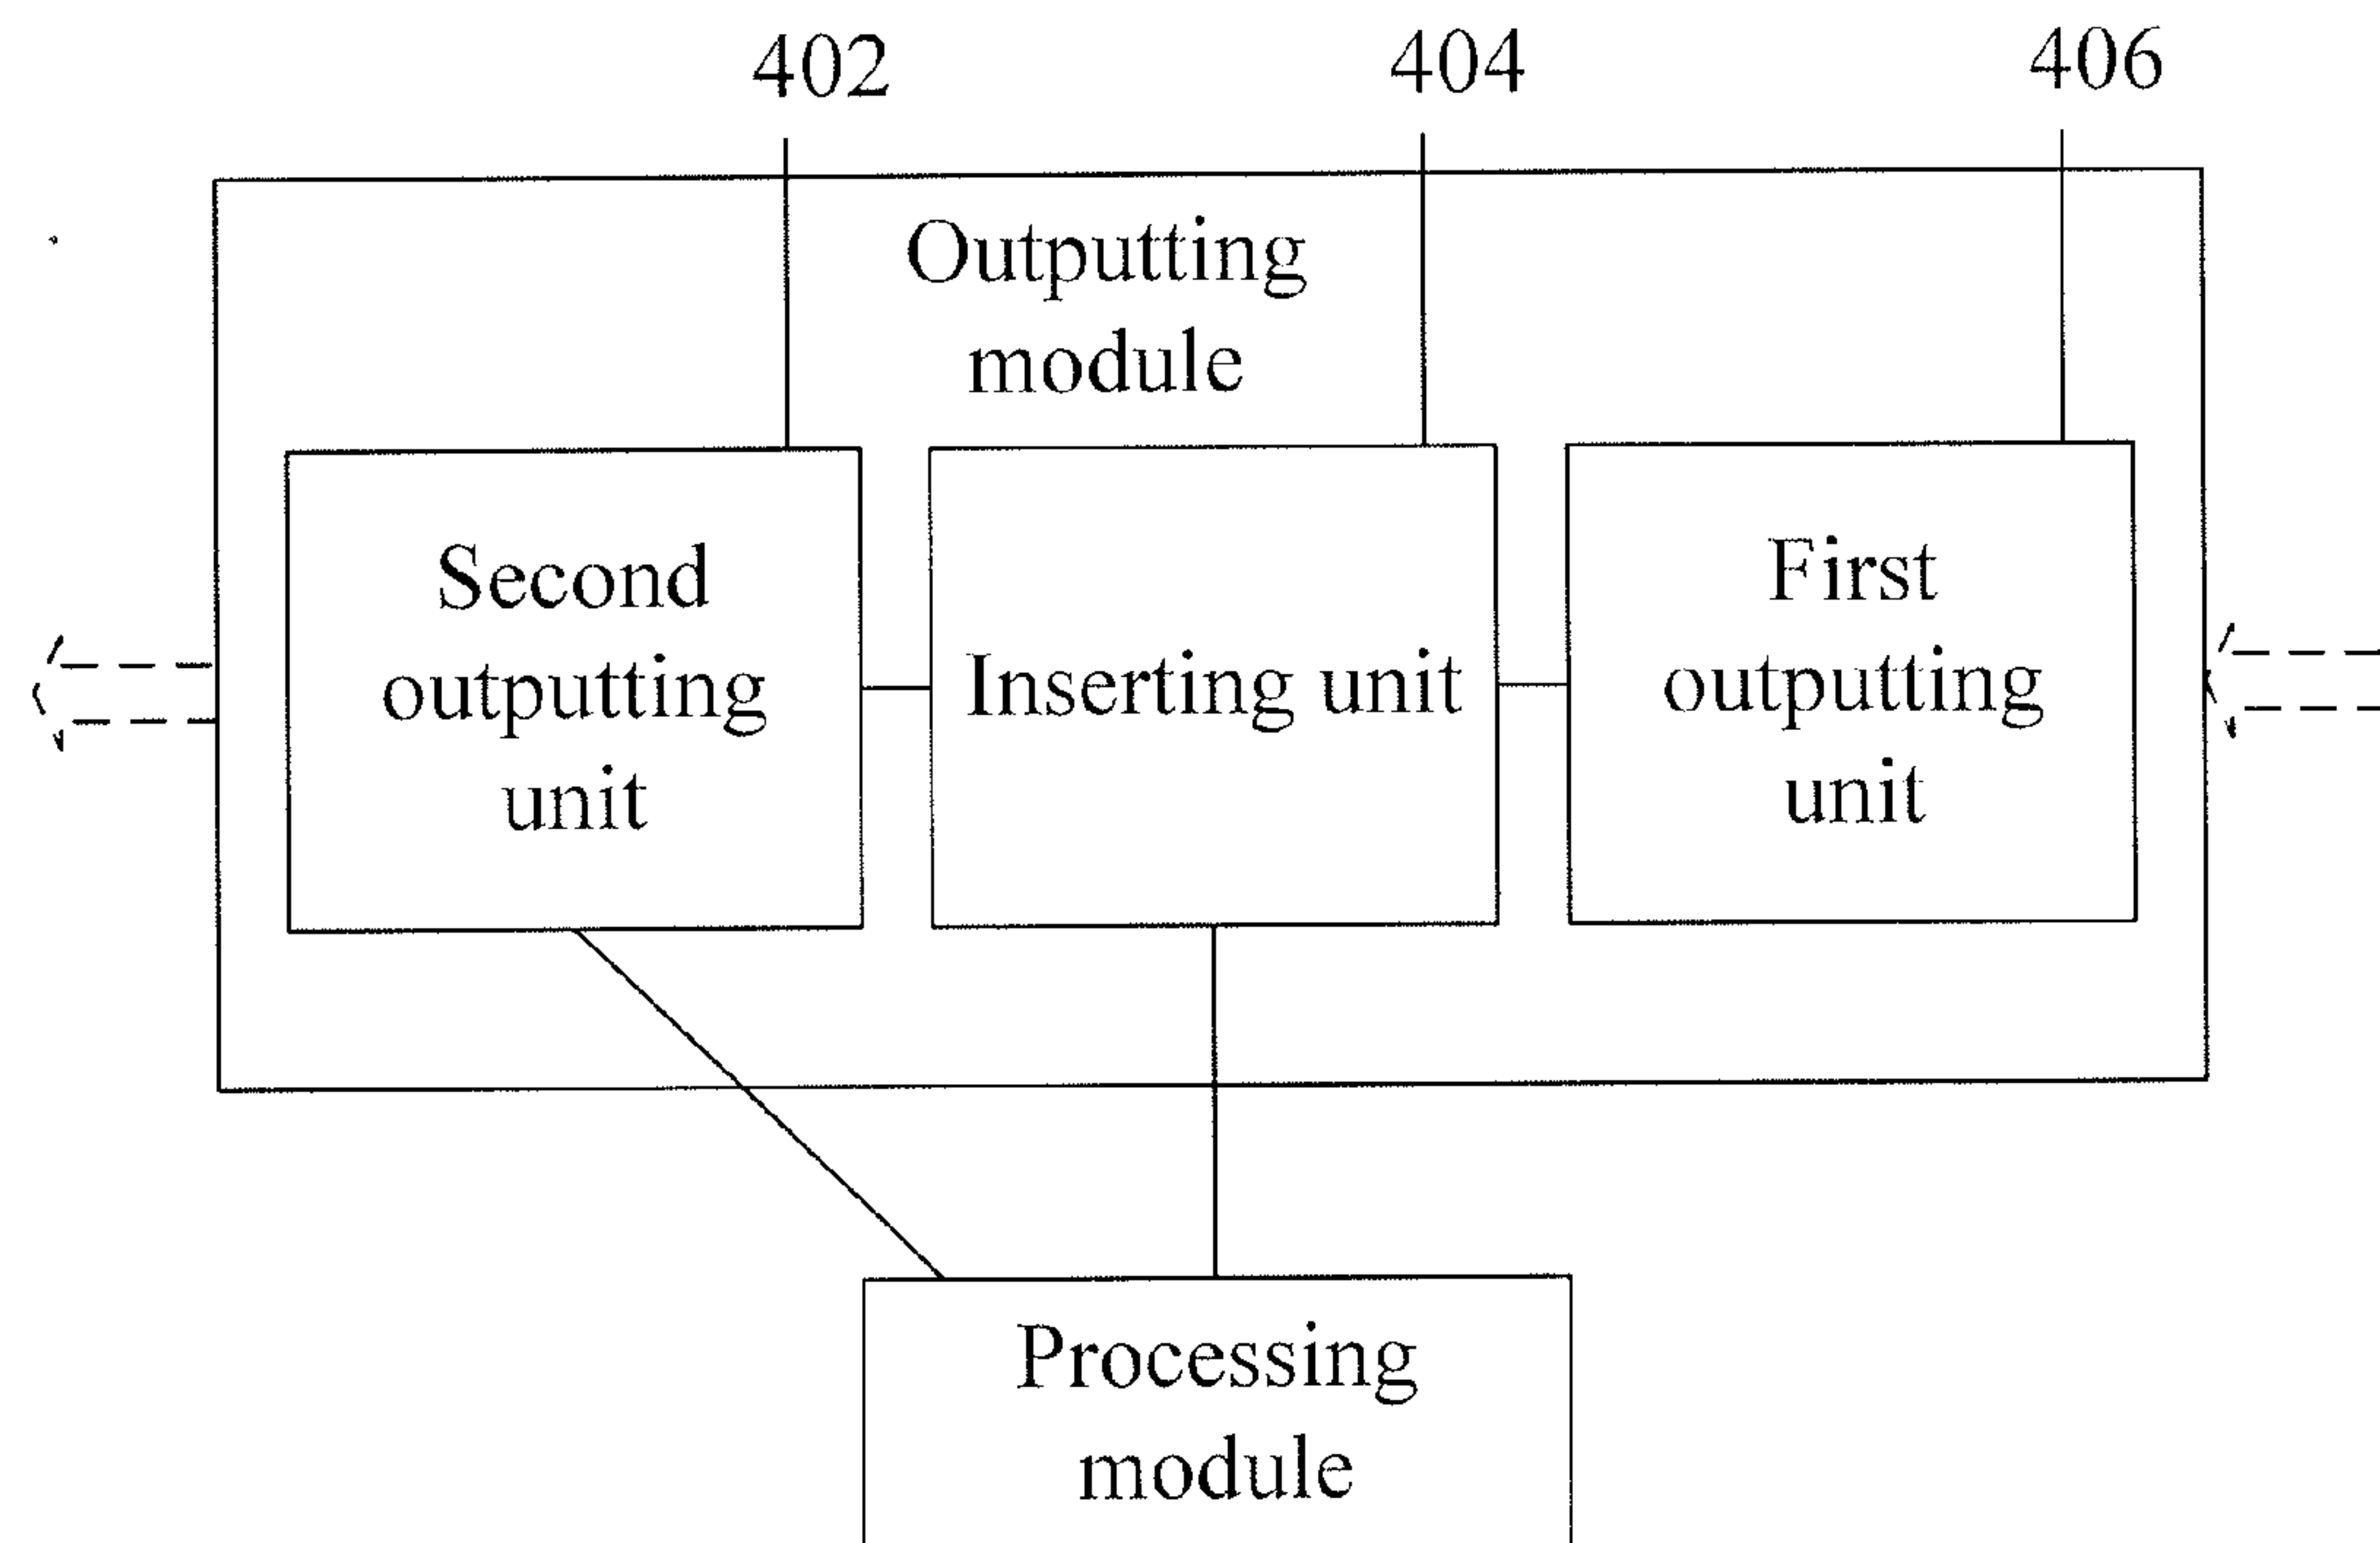 402
404
406
Outputting
module
Second
outputting
unit
Inserting unit
First
outputting
unit
Processing
module